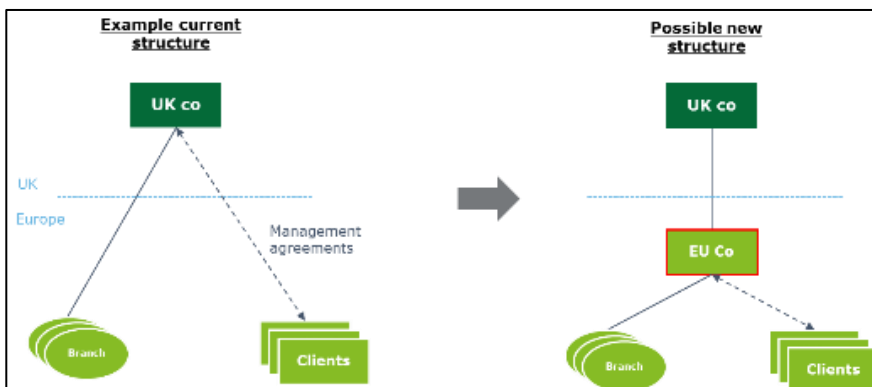 Example current
structure
UK co
UK
Europe
Management
agreements
Branch
Clients
Possible new
structure
UK co
EU Co
Branch
Clients